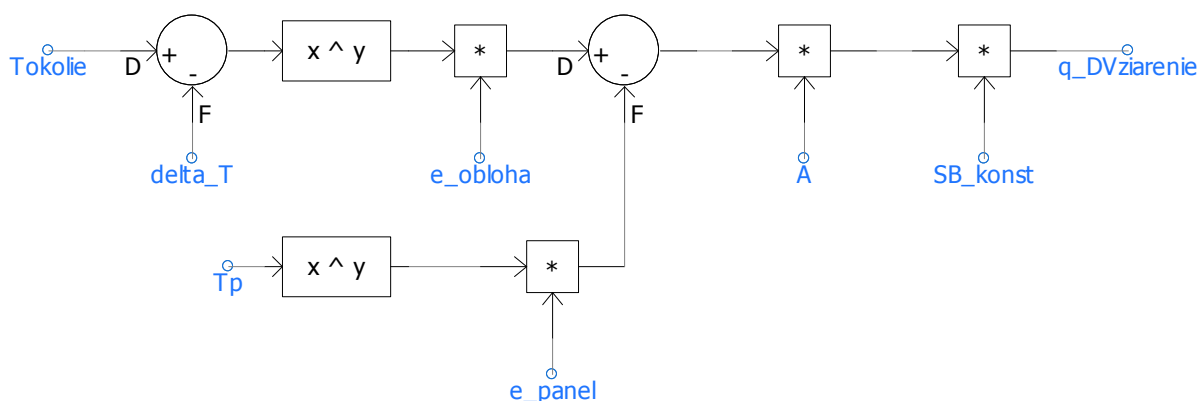 Tokolie
D
+
-
F
delta_T
x ^ y
*
e_obloha
D
+
-
F
*
A
*
SB_konst
q_DVziarenie
Tp
x ^ y
*
e_panel